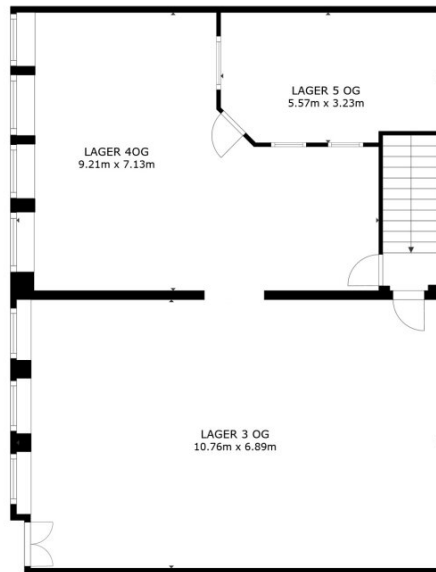 LAGER 5 OG
5.57m x 3.23m
LAGER 4OG
9.21m x 7.13m
LAGER 3 OG
10.76m x 6.89m